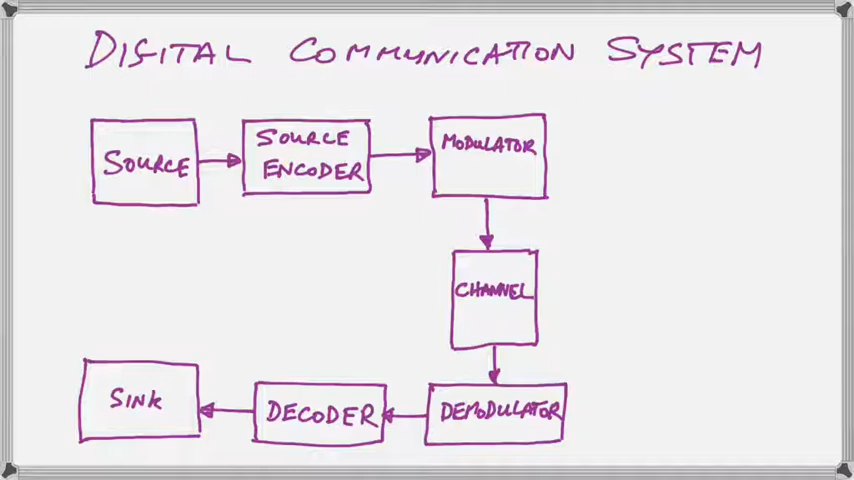 DIGITAL COMMUNICATION SYSTEM
SOURCE
SOURCE
ENCODER
MODULATOR
CHANNEL
DEMODULATOR
DECODER
SINK